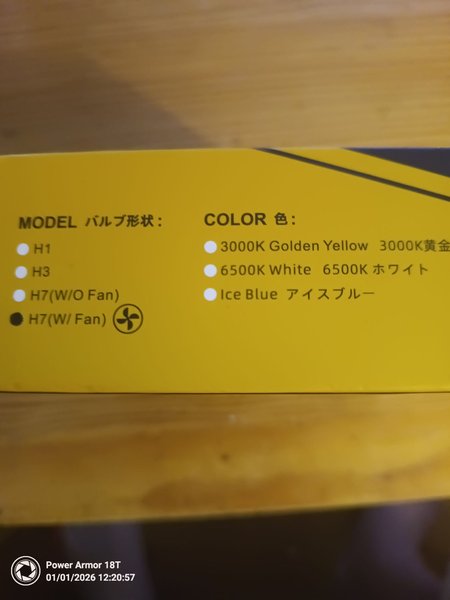 MODEL バルブ形状:
H1
H3
H7(W/O Fan)
H7(W/ Fan)
COLOR 色:
3000K Golden Yellow 3000K黄金
6500K White 6500K ホワイト
Ice Blue アイスブルー
Power Armor 18T
01/01/2026 12:20:57